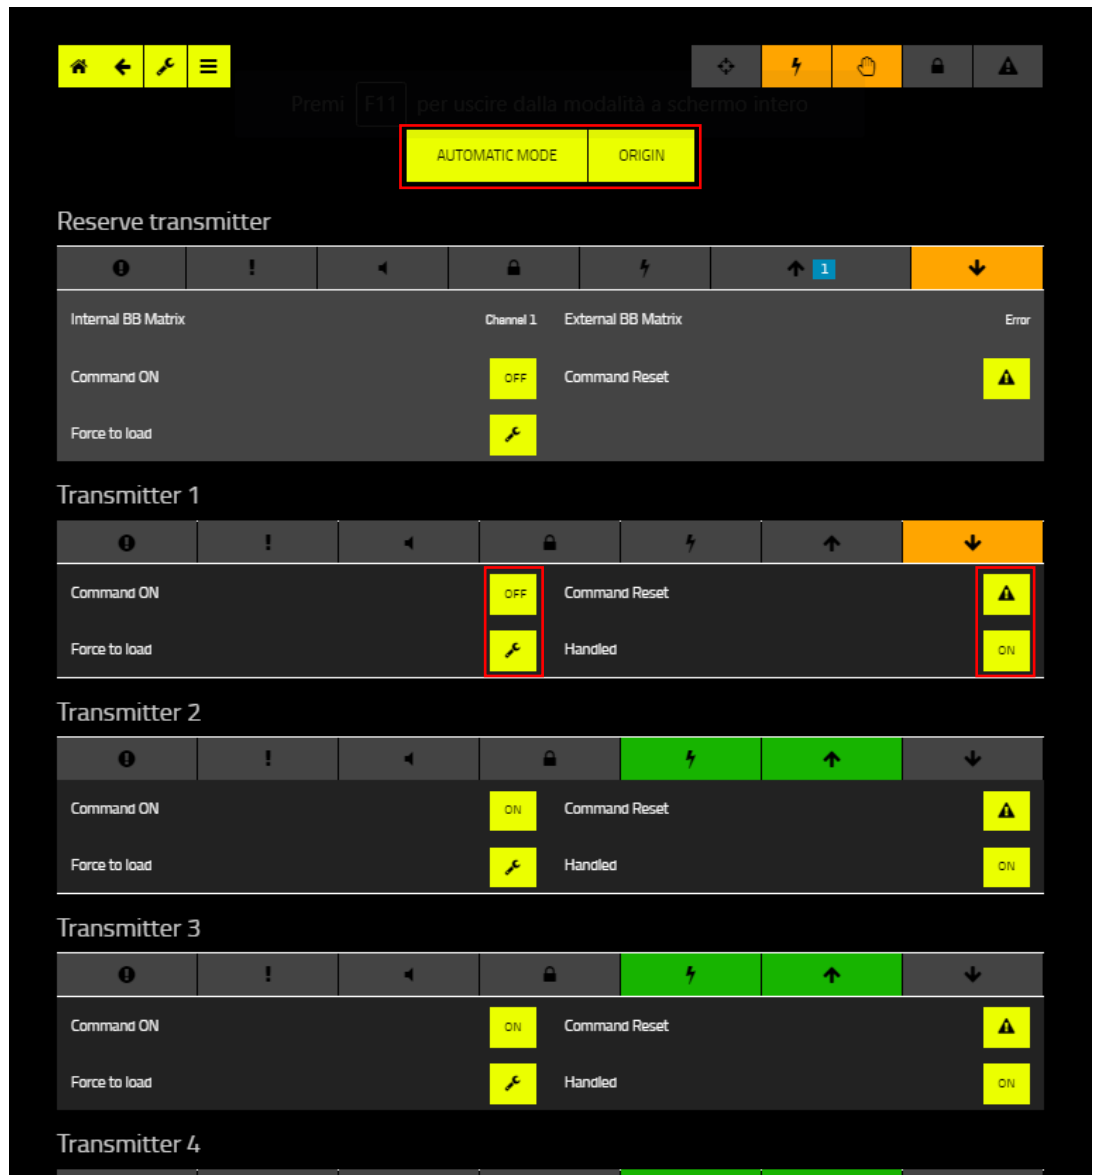 Premi F11 per uscire dalla modalità a schermo intero
AUTOMATIC MODE ORIGIN
Reserve transmitter
1
Internal BB Matrix Channel 1 External BB Matrix Error
Command ON OFF Command Reset
Force to load
Transmitter 1
Command ON OFF Command Reset
Force to load Handled ON
Transmitter 2
Command ON ON Command Reset
Force to load Handled ON
Transmitter 3
Command ON ON Command Reset
Force to load Handled ON
Transmitter 4